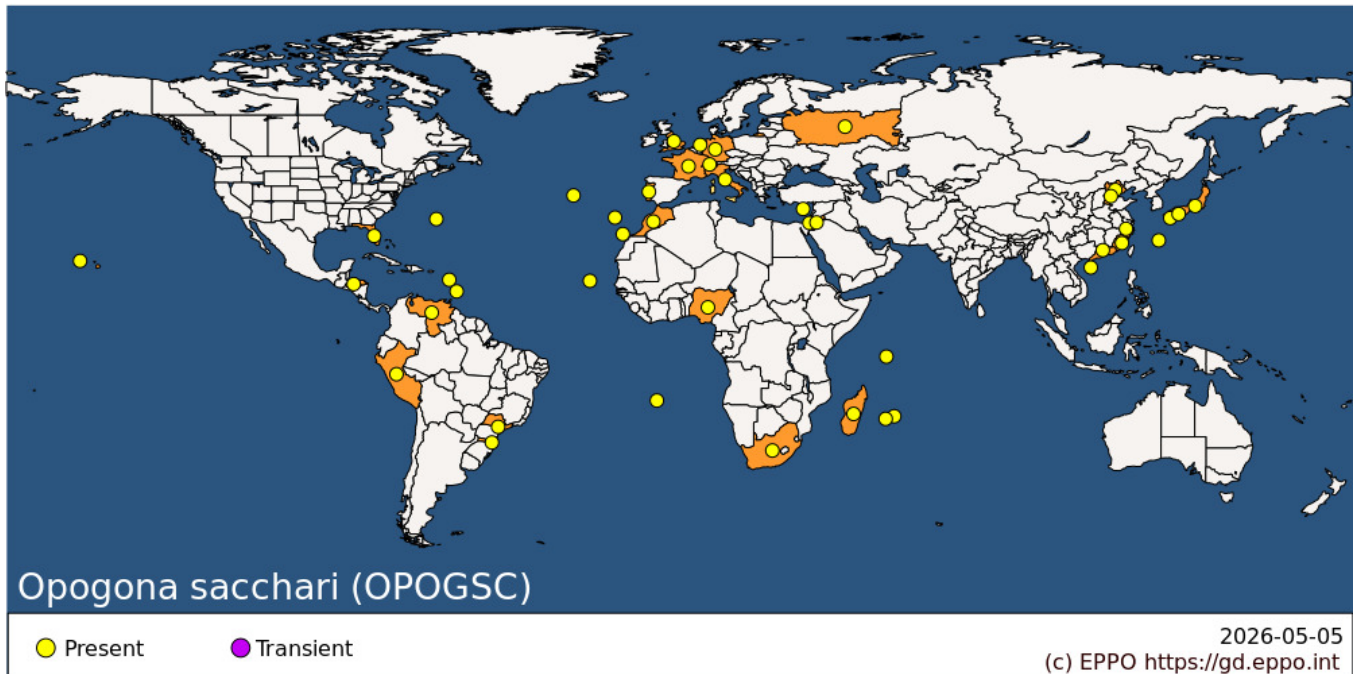 Opogona sacchari (OPOGSC)
Present
Transient
2026-05-05
(c) EPPO https://gd.eppo.int